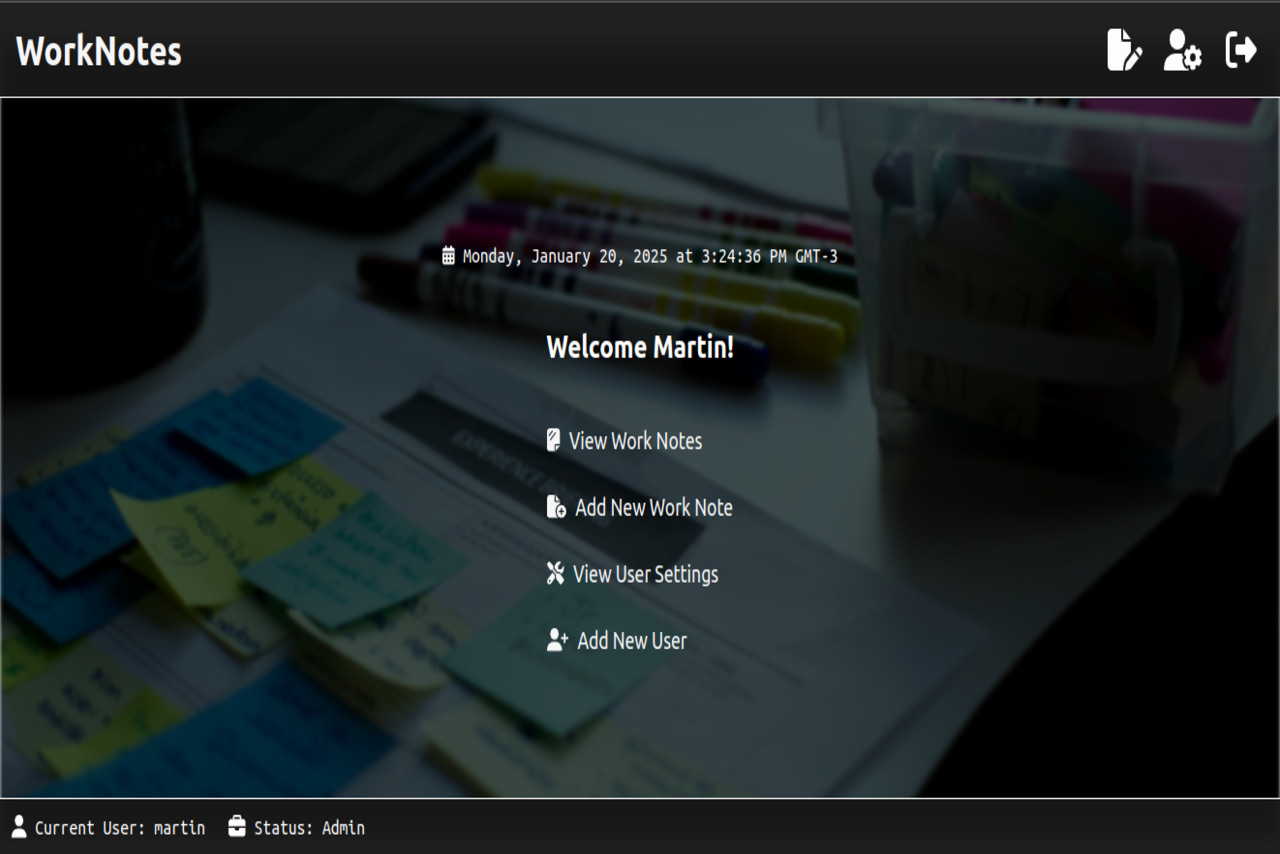 WorkNotes
Monday, January 20, 2025 at 3:24:36 PM GMT-3
Welcome Martin!
View Work Notes
Add New Work Note
View User Settings
Add New User
Current User: martin
Status: Admin